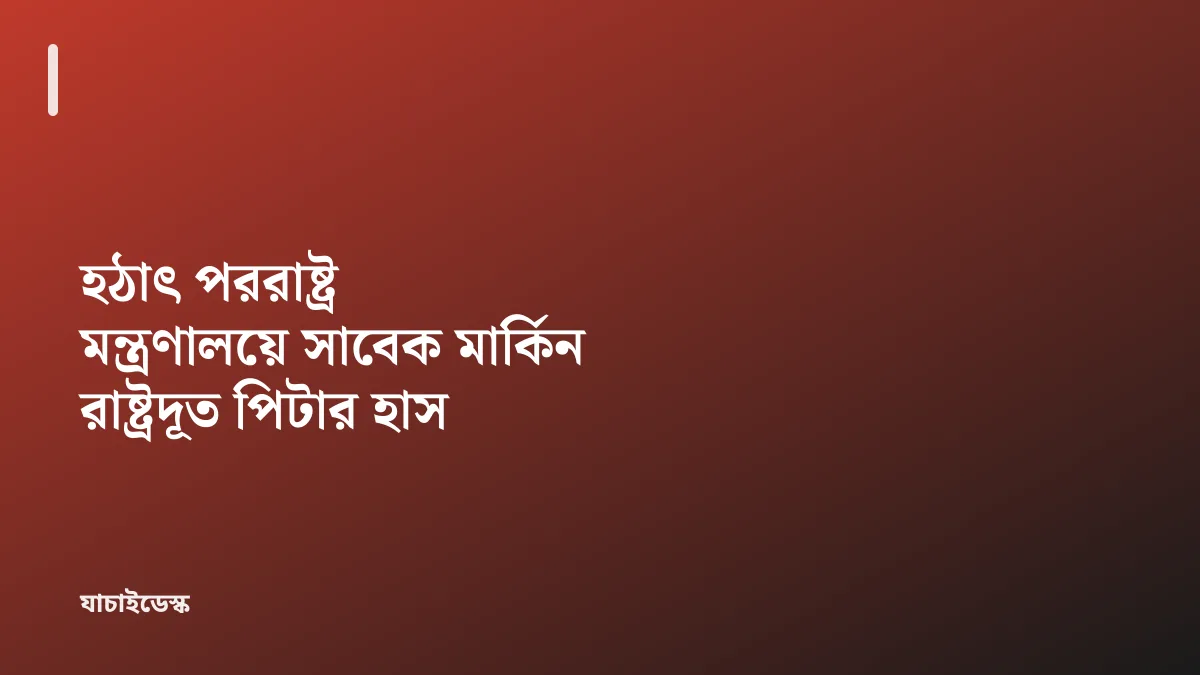 হঠাৎ পররাষ্ট্র
মন্ত্রণালয়ে সাবেক মার্কিন
রাষ্ট্রদূত পিটার হাস
যাচাইডেস্ক